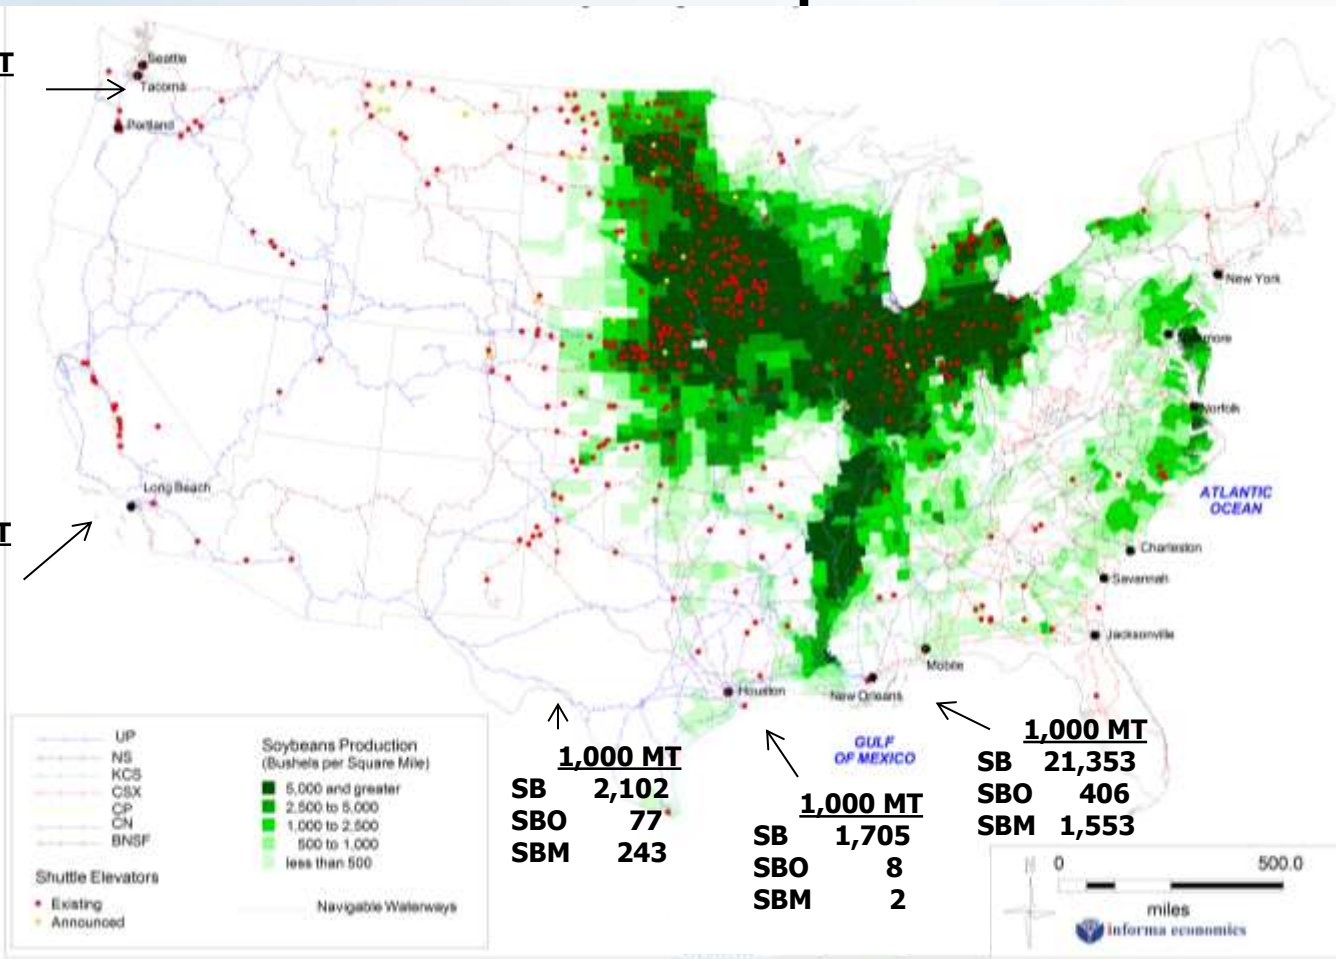 T
Seattle
Tacoma
Portland
New York
Norfolk
Long Beach
T
ATLANTIC
OCEAN
Charleston
Savannah
Jacksonville
Mobile
Houston
New Orleans
GULF
OF MEXICO
1,000 MT
SB 2,102
SBO 77
SBM 243
1,000 MT
SB 1,705
SBO 8
SBM 2
1,000 MT
SB 21,353
SBO 406
SBM 1,553
UP
NS
KCS
CSX
CP
CN
BNSF
Shuttle Elevators
Existing
Announced
Soybeans Production
(Bushels per Square Mile)
5,000 and greater
2,500 to 5,000
1,000 to 2,500
500 to 1,000
less than 500
Navigable Waterways
0 500.0
miles
informa economics